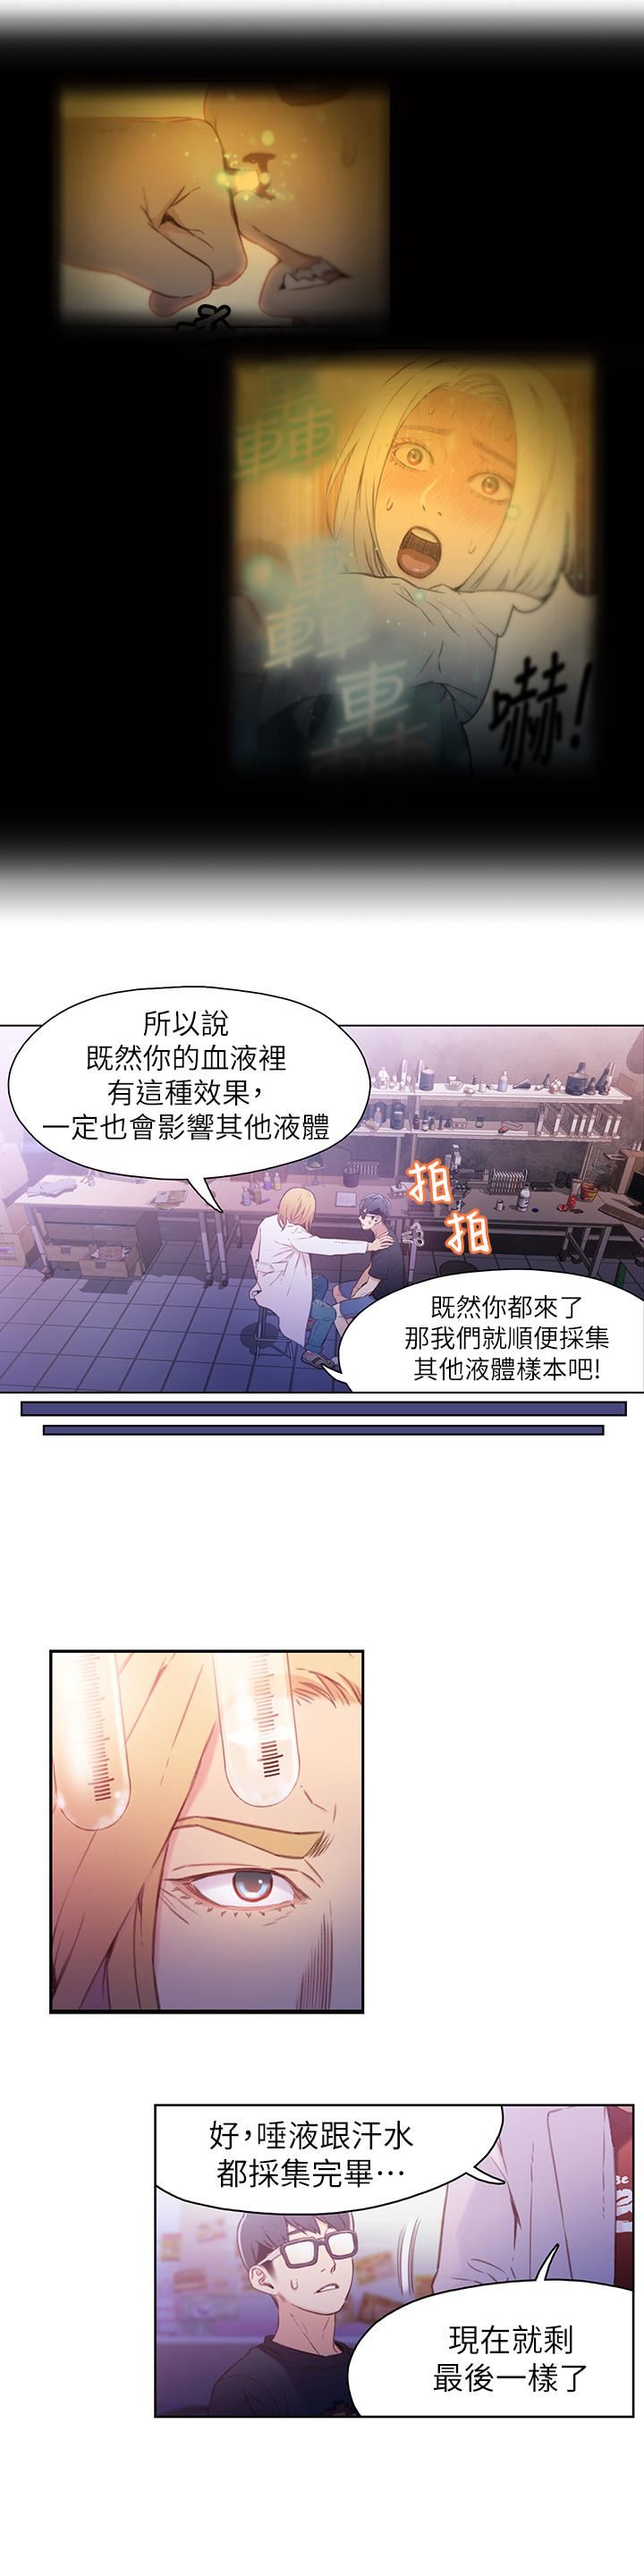 轟
轟
轟
轟
嚇!
所以說
既然你的血液裡
有這種效果,
一定也會影響其他液體
拍
拍
既然你都來了
那我們就順便採集
其他液體樣本吧!
好,唾液跟汗水
都採集完畢…
現在就剩
最後一樣了